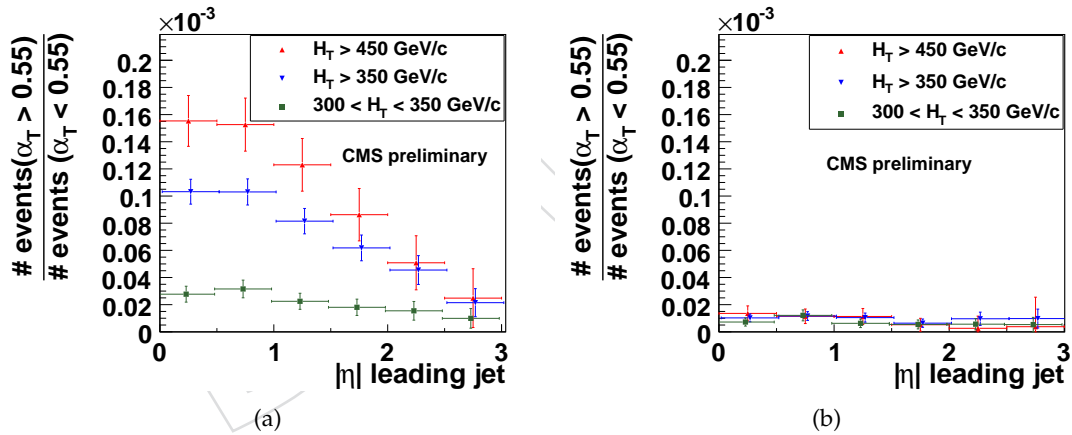 ×10⁻³
# events(α_T > 0.55)
# events (α_T < 0.55)
H_T > 450 GeV/c
H_T > 350 GeV/c
300 < H_T < 350 GeV/c
CMS preliminary
0.2
0.18
0.16
0.14
0.12
0.1
0.08
0.06
0.04
0.02
0
0 1 2 3
|η| leading jet
(a)
×10⁻³
# events(α_T > 0.55)
# events (α_T < 0.55)
H_T > 450 GeV/c
H_T > 350 GeV/c
300 < H_T < 350 GeV/c
CMS preliminary
0.2
0.18
0.16
0.14
0.12
0.1
0.08
0.06
0.04
0.02
0
0 1 2 3
|η| leading jet
(b)